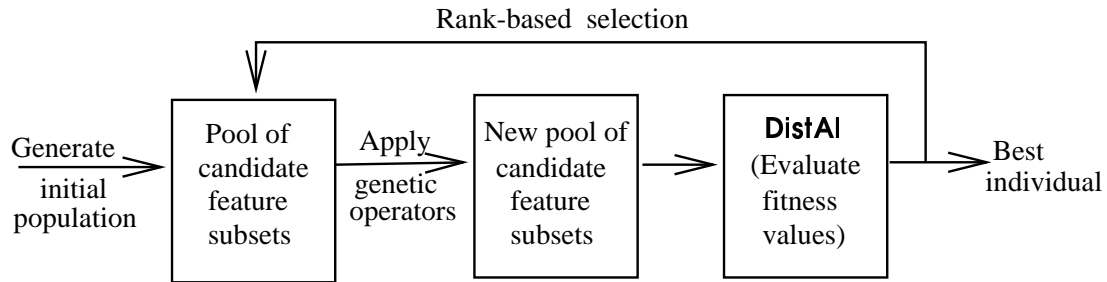 Rank-based selection
Generate
initial
population
Pool of
candidate
feature
subsets
Apply
genetic
operators
New pool of
candidate
feature
subsets
DistAl
(Evaluate
fitness
values)
Best
individual